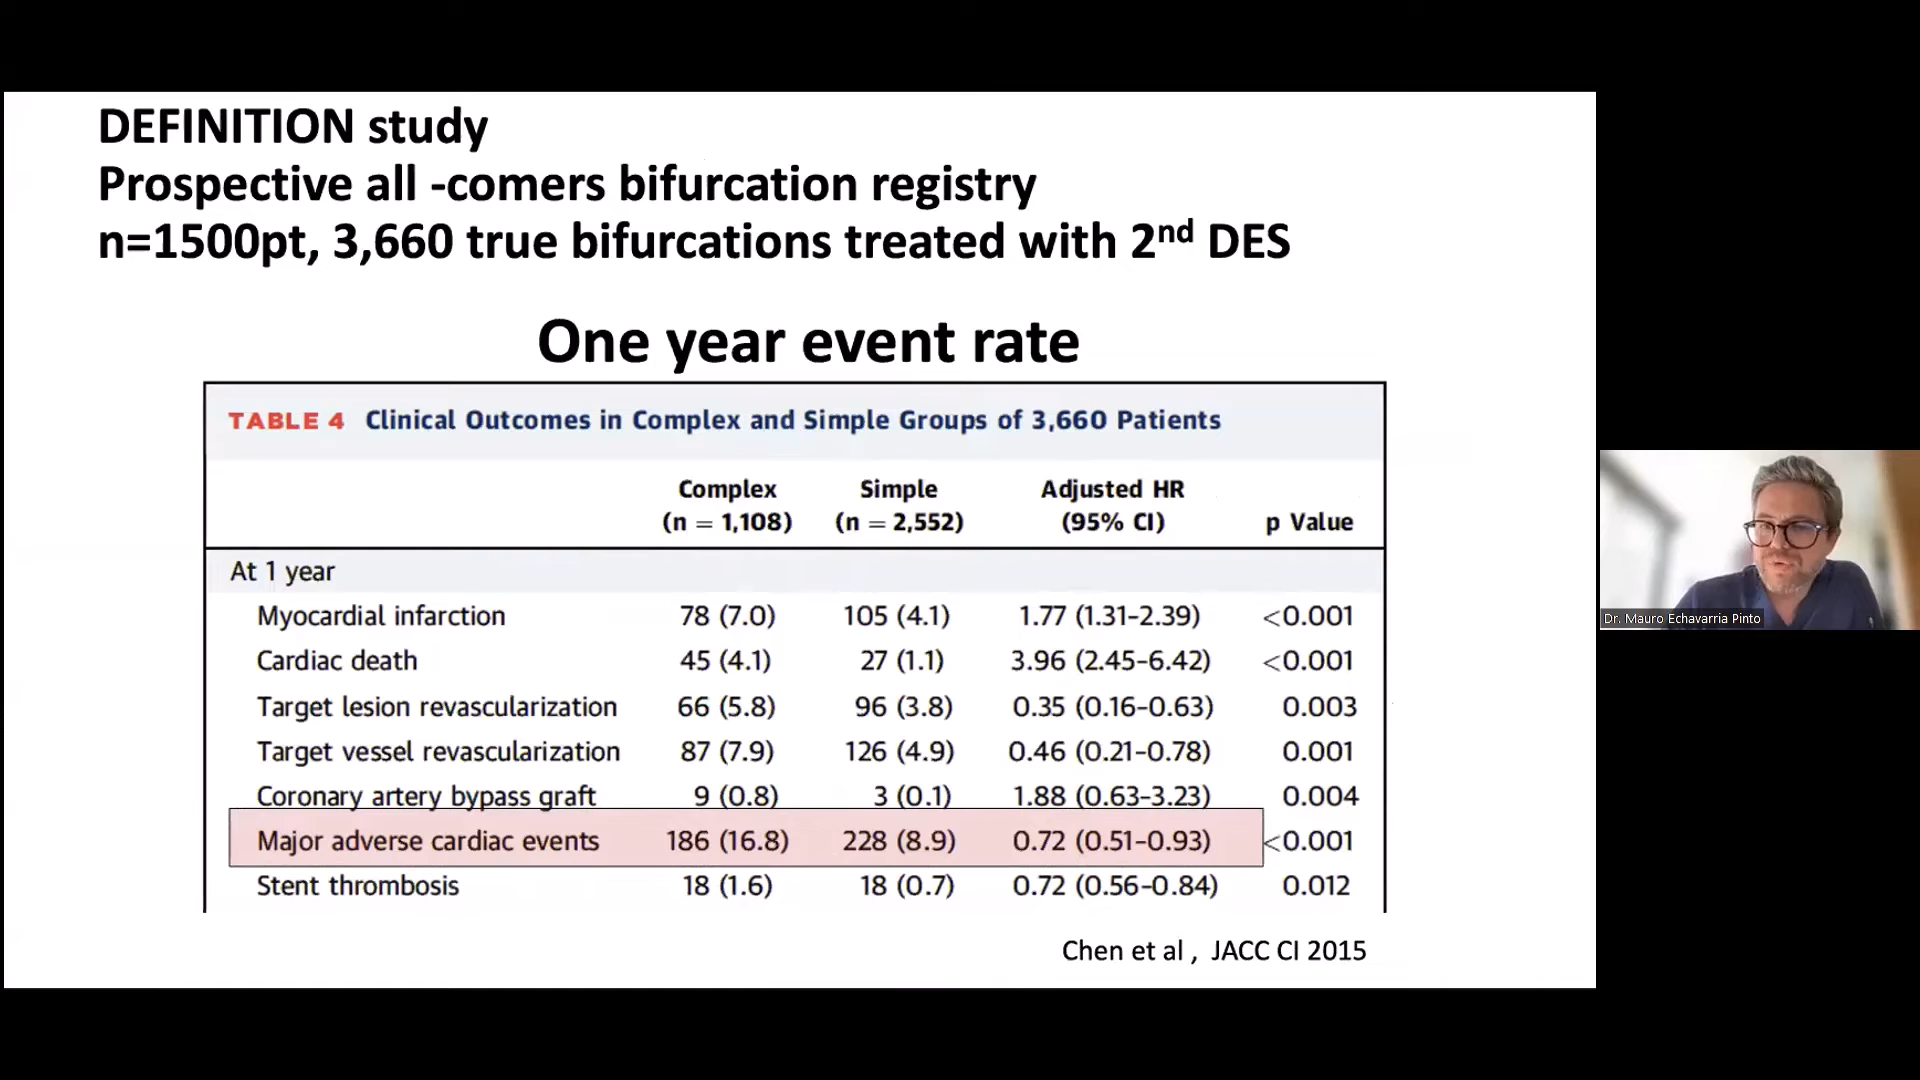 DEFINITION study
Prospective all -comers bifurcation registry
n=1500pt, 3,660 true bifurcations treated with 2nd DES
One year event rate
TABLE 4 Clinical Outcomes in Complex and Simple Groups of 3,660 Patients
Complex Simple Adjusted HR
(n = 1,108) (n = 2,552) (95% CI) p Value
At 1 year
Myocardial infarction 78 (7.0) 105 (4.1) 1.77 (1.31–2.39) <0.001
Cardiac death 45 (4.1) 27 (1.1) 3.96 (2.45–6.42) <0.001
Target lesion revascularization 66 (5.8) 96 (3.8) 0.35 (0.16–0.63) 0.003
Target vessel revascularization 87 (7.9) 126 (4.9) 0.46 (0.21–0.78) 0.001
Coronary artery bypass graft 9 (0.8) 3 (0.1) 1.88 (0.63–3.23) 0.004
Major adverse cardiac events 186 (16.8) 228 (8.9) 0.72 (0.51–0.93) <0.001
Stent thrombosis 18 (1.6) 18 (0.7) 0.72 (0.56–0.84) 0.012
Chen et al , JACC CI 2015
Dr. Mauro Echavarria Pinto